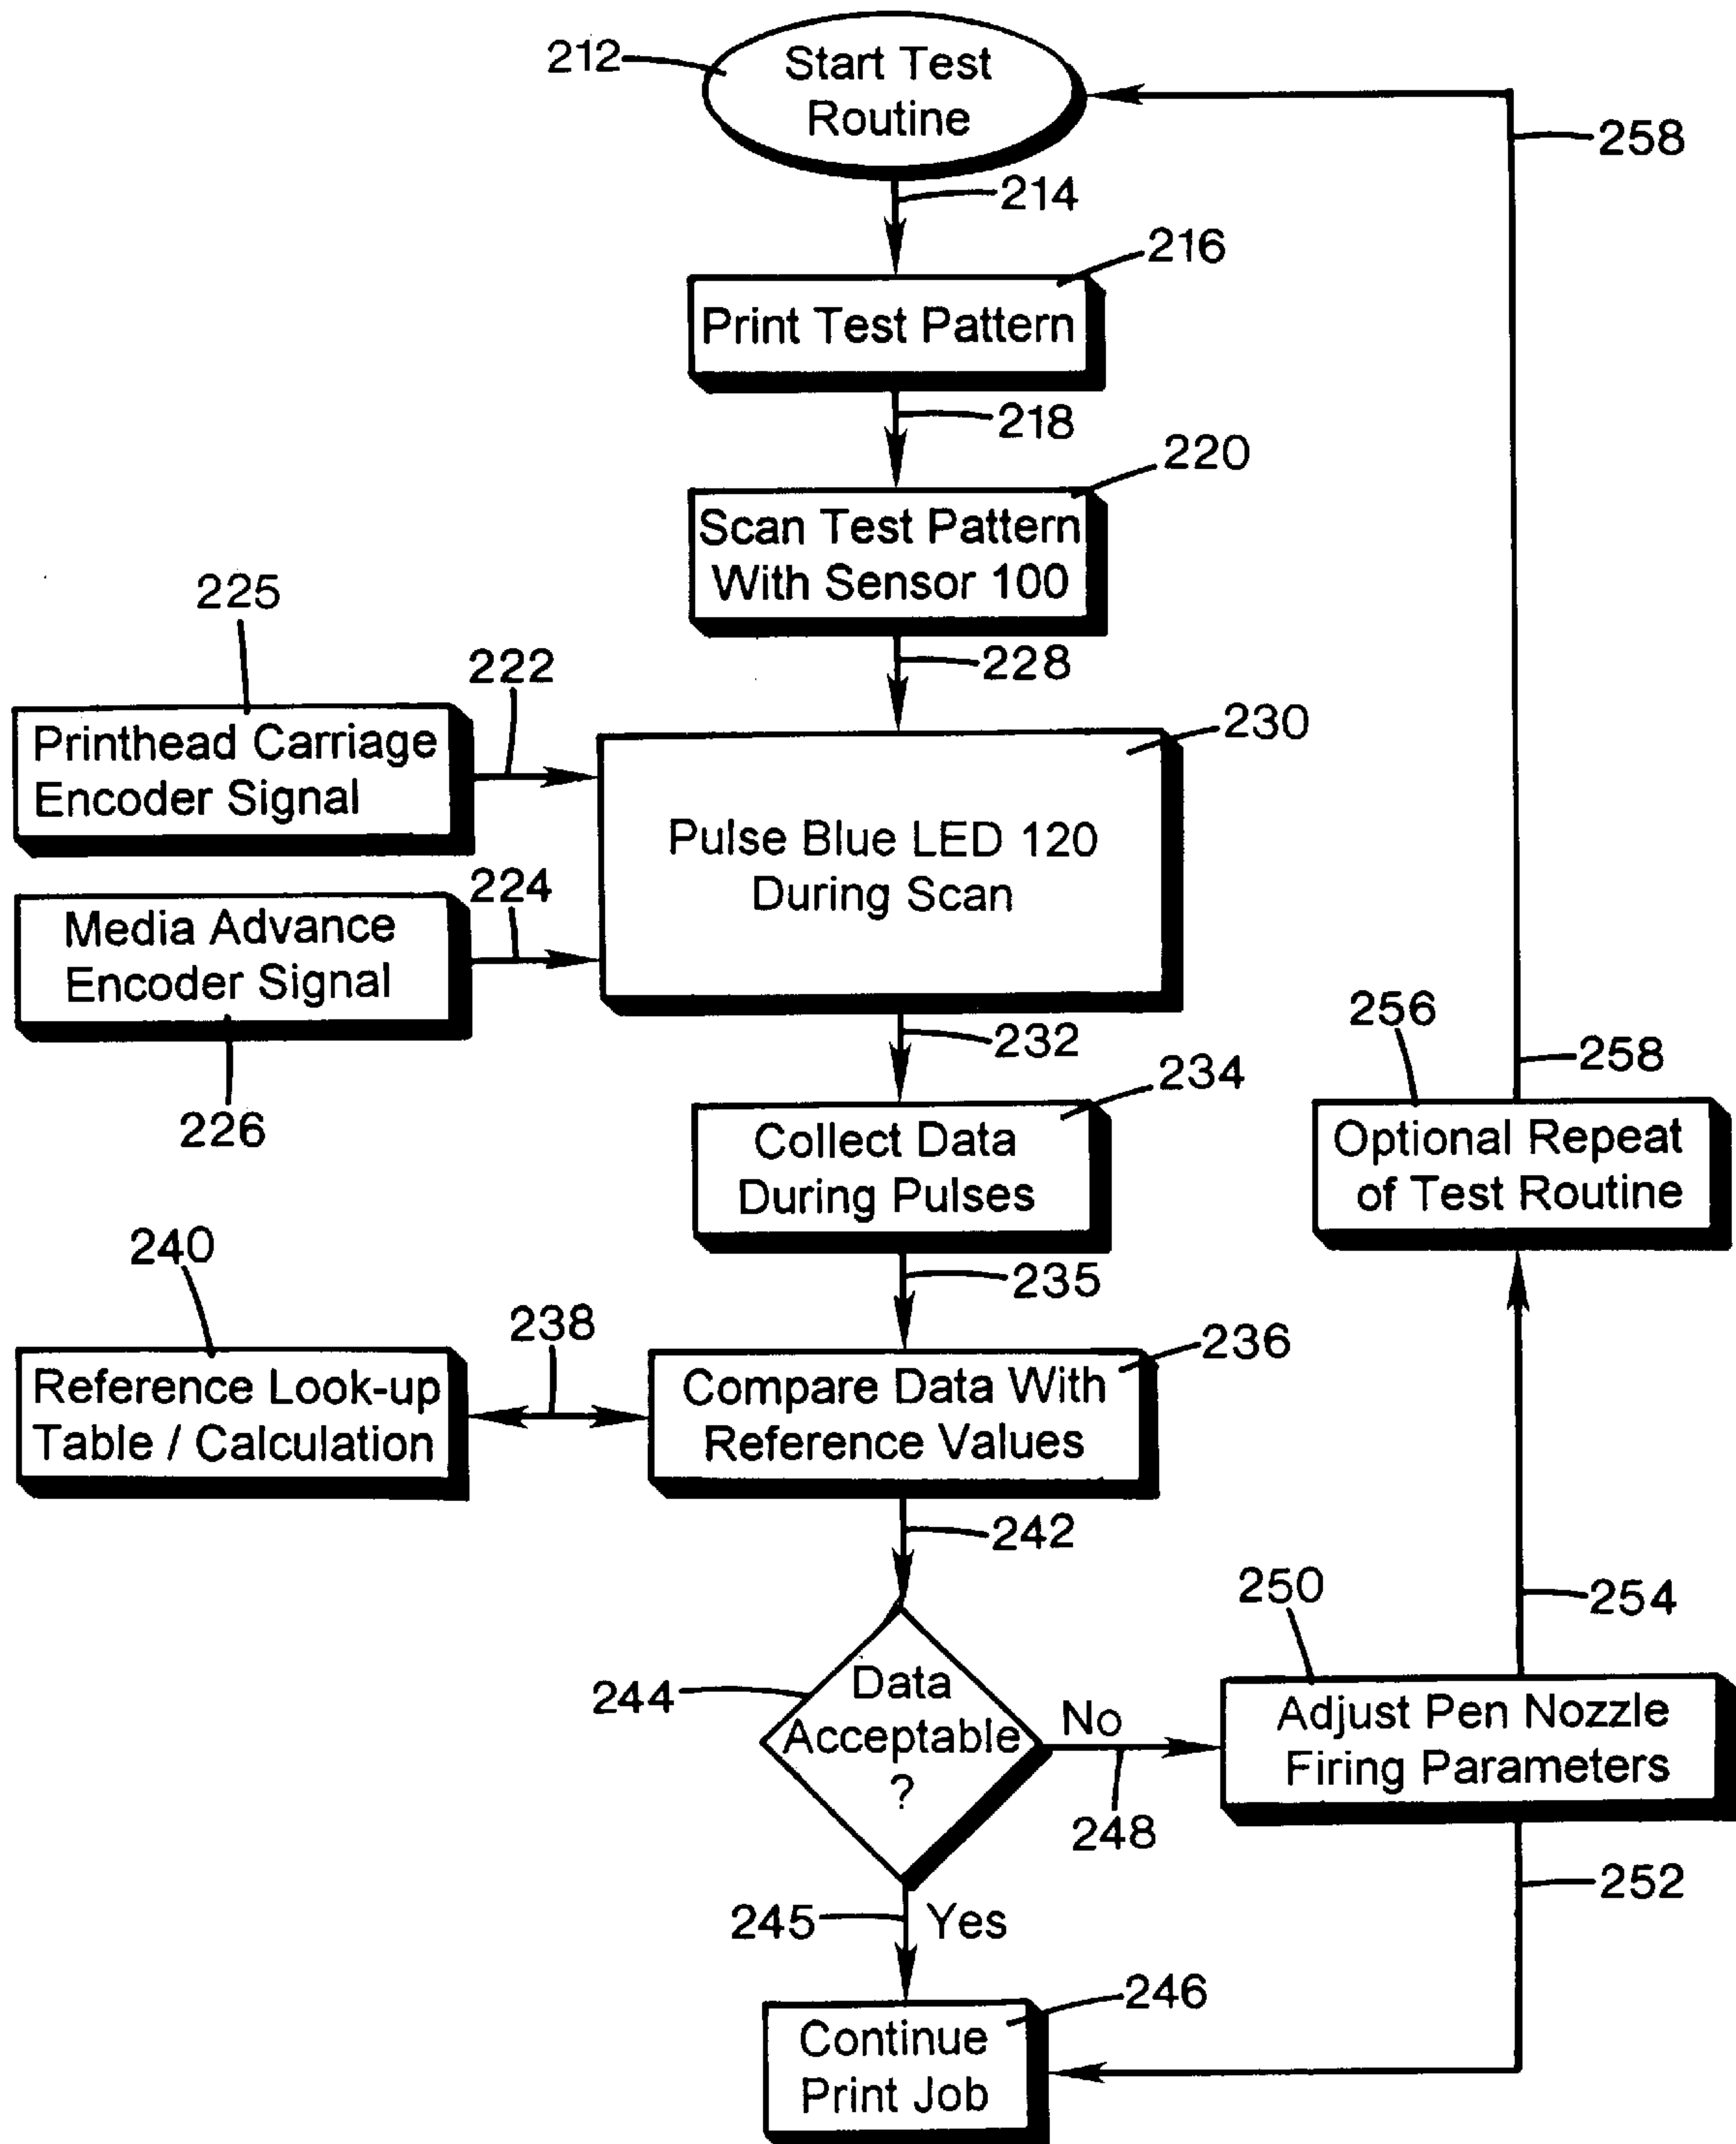 212
Start Test
Routine
258
214
216
Print Test Pattern
218
220
Scan Test Pattern
With Sensor 100
225
228
222
230
Printhead Carriage
Encoder Signal
Pulse Blue LED 120
During Scan
224
Media Advance
Encoder Signal
226
232
256
258
234
Collect Data
During Pulses
Optional Repeat
of Test Routine
240
235
238
236
Reference Look-up
Table / Calculation
Compare Data With
Reference Values
242
250
254
244
Data
Acceptable
?
No
248
Adjust Pen Nozzle
Firing Parameters
252
245
Yes
246
Continue
Print Job